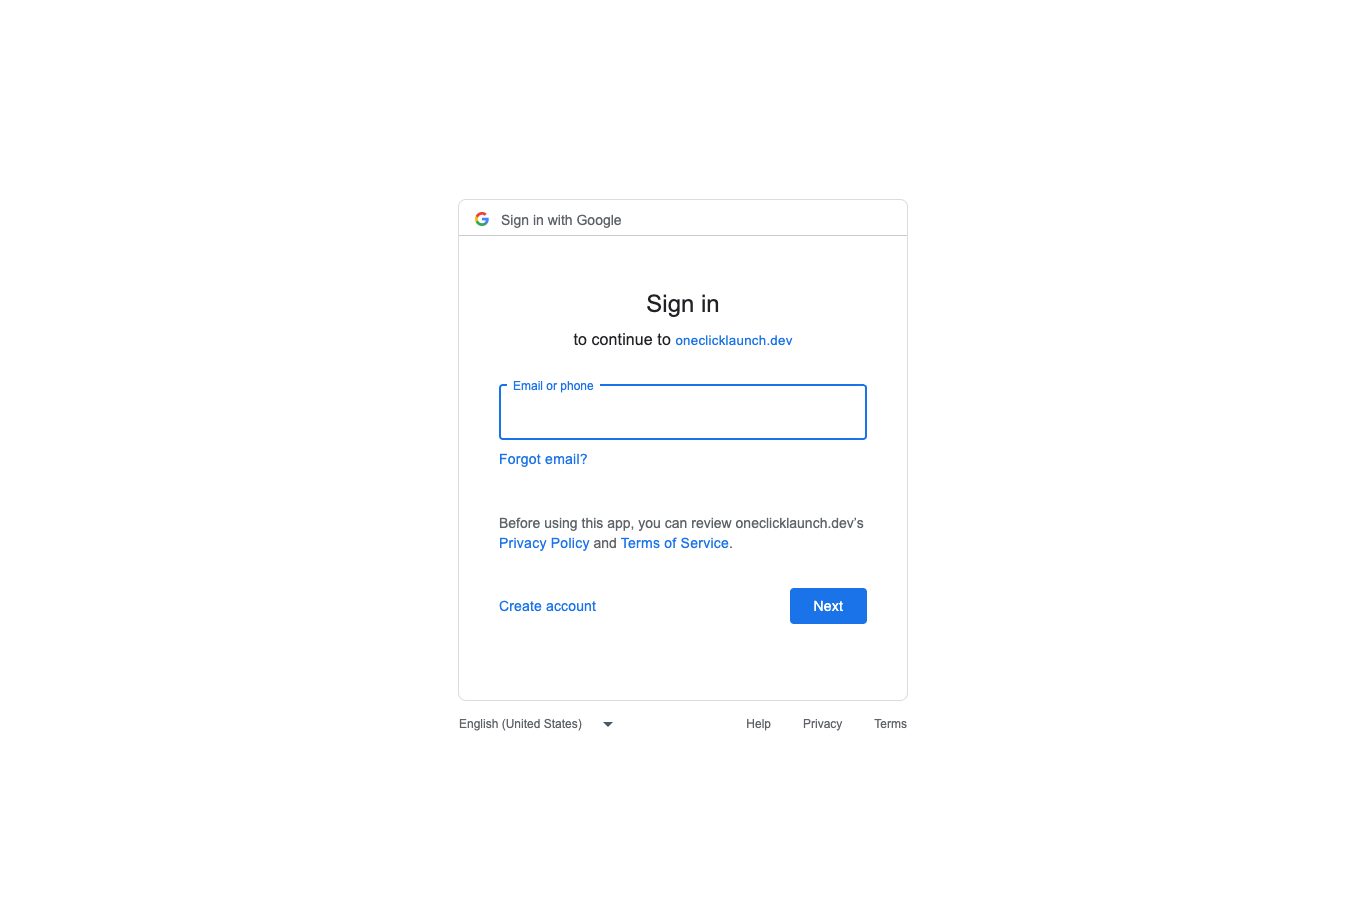 Sign in with Google
Sign in
to continue to oneclicklaunch.dev
Email or phone
Forgot email?
Before using this app, you can review oneclicklaunch.dev’s
Privacy Policy and Terms of Service.
Create account
Next
English (United States)
Help
Privacy
Terms